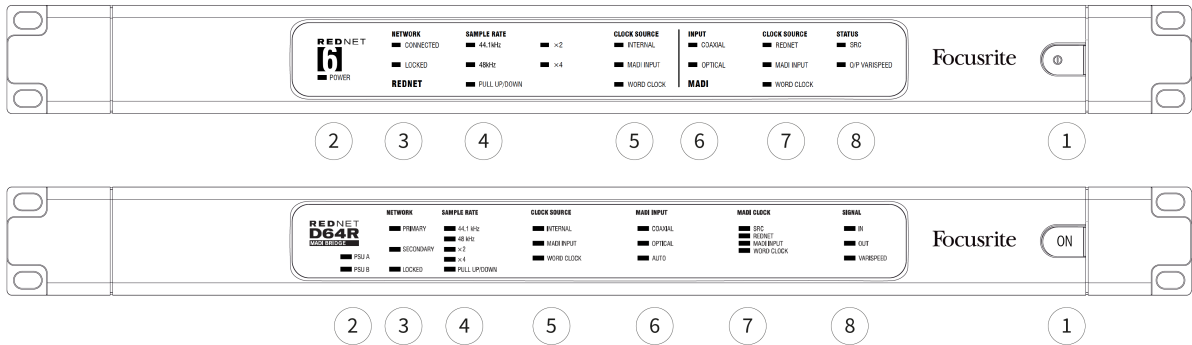 NETWORK SAMPLE RATE CLOCK SOURCE INPUT CLOCK SOURCE STATUS
REDNET CONNECTED 44.1kHz ×2 INTERNAL COAXIAL REDNET SRC
6 LOCKED 48kHz ×4 MADI INPUT OPTICAL MADI INPUT O/P VARISPEED Focusrite
POWER REDNET PULL UP/DOWN WORD CLOCK MADI WORD CLOCK
2 3 4 5 6 7 8 1
NETWORK SAMPLE RATE CLOCK SOURCE MADI INPUT MADI CLOCK SIGNAL
REDNET PRIMARY 44.1 kHz INTERNAL COAXIAL SRC IN
D64R 48 kHz REDNET
MADI BRIDGE SECONDARY ×2 MADI INPUT OPTICAL MADI INPUT OUT Focusrite ON
PSU A ×4 WORD CLOCK AUTO WORD CLOCK VARISPEED
PSU B LOCKED PULL UP/DOWN
2 3 4 5 6 7 8 1